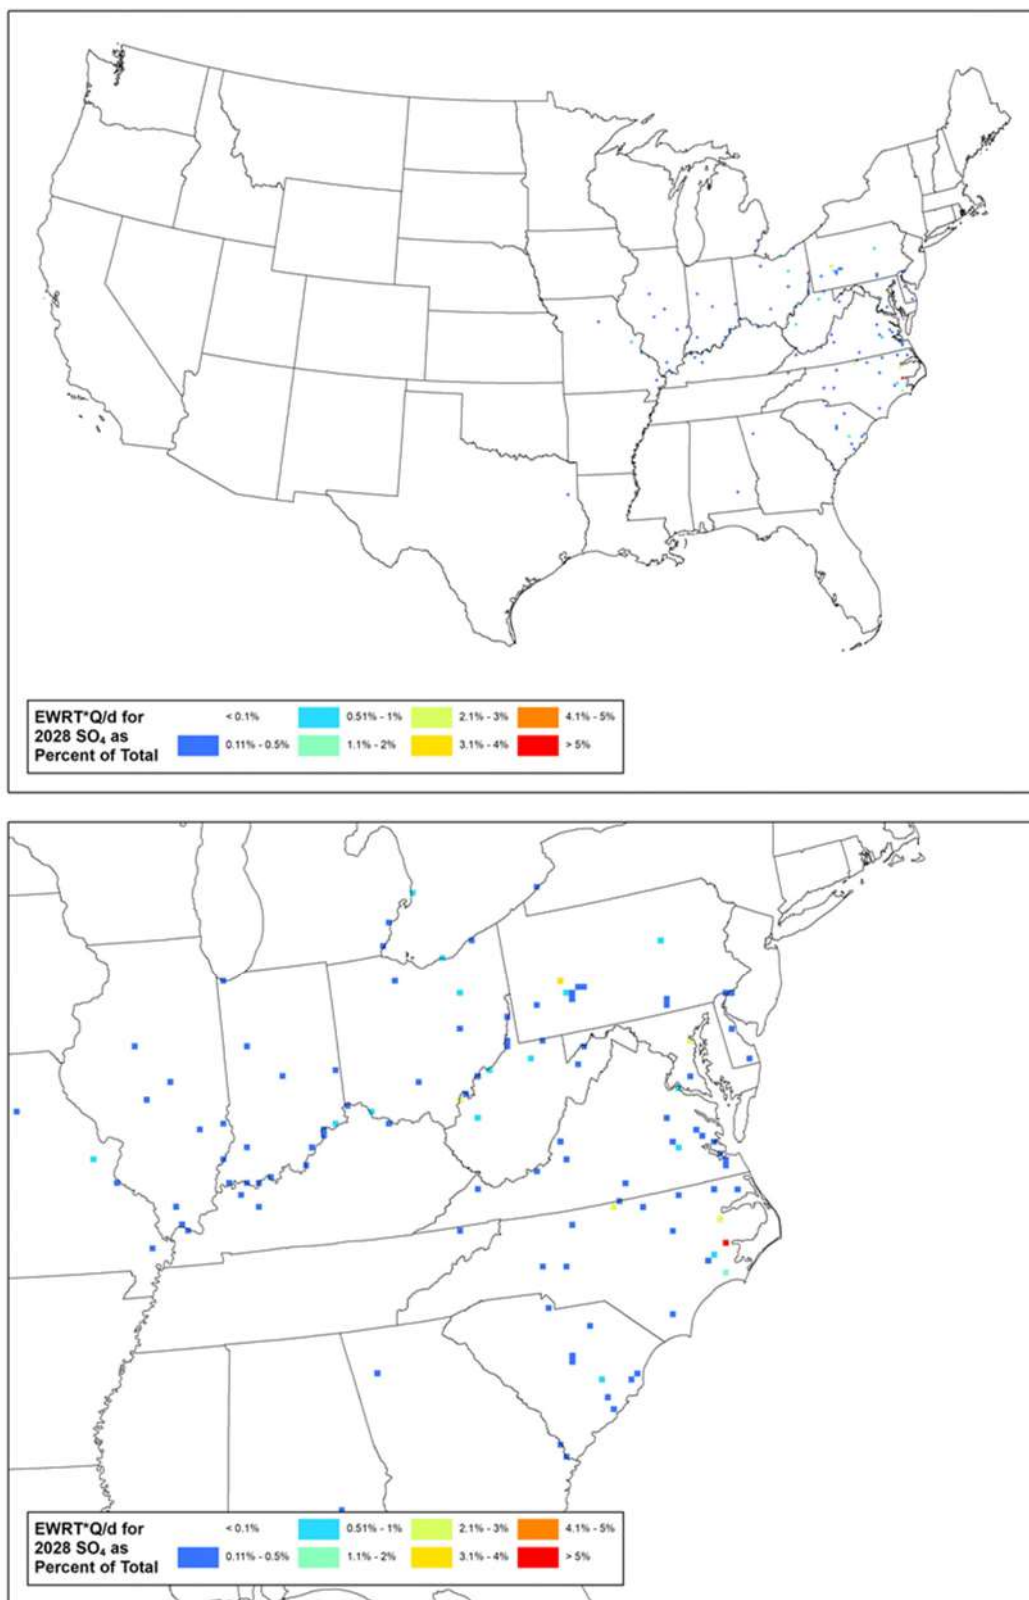 EWRT*Q/d for
2028 SO₄ as
Percent of Total
< 0.1%
0.51% - 1%
2.1% - 3%
4.1% - 5%
0.11% - 0.5%
1.1% - 2%
3.1% - 4%
> 5%
EWRT*Q/d for
2028 SO₄ as
Percent of Total
< 0.1%
0.51% - 1%
2.1% - 3%
4.1% - 5%
0.11% - 0.5%
1.1% - 2%
3.1% - 4%
> 5%